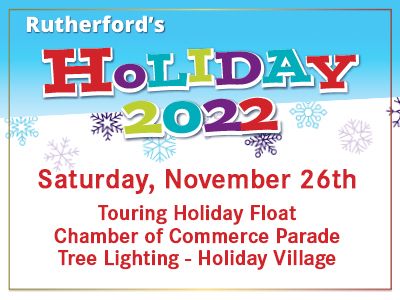 Rutherford's
HOLIDAY
2022
Saturday, November 26th
Touring Holiday Float
Chamber of Commerce Parade
Tree Lighting - Holiday Village